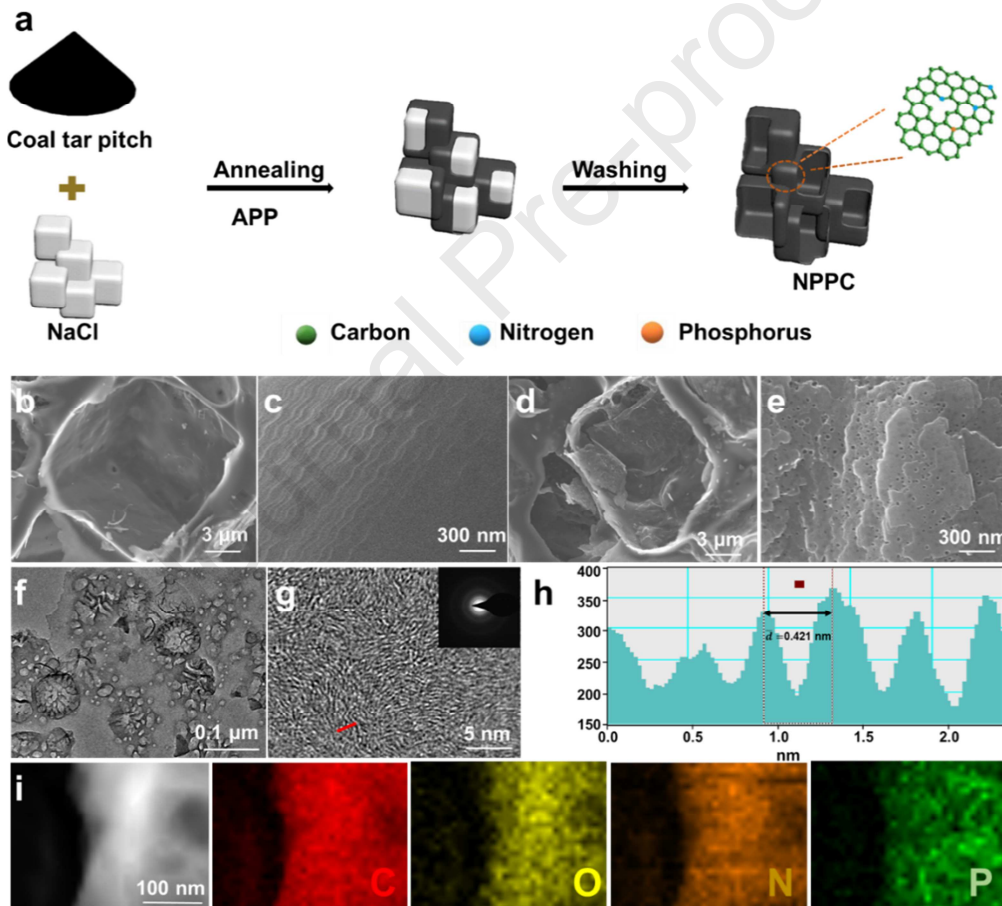 a
Coal tar pitch
NaCl
Annealing
APP
Washing
NPPC
Carbon
Nitrogen
Phosphorus
b
3 μm
c
300 nm
d
3 μm
e
300 nm
f
0.1 μm
g
5 nm
h
400
350
300
250
200
150
d =0.421 nm
0.0
0.5
1.0
1.5
2.0
nm
i
100 nm
C
O
N
P